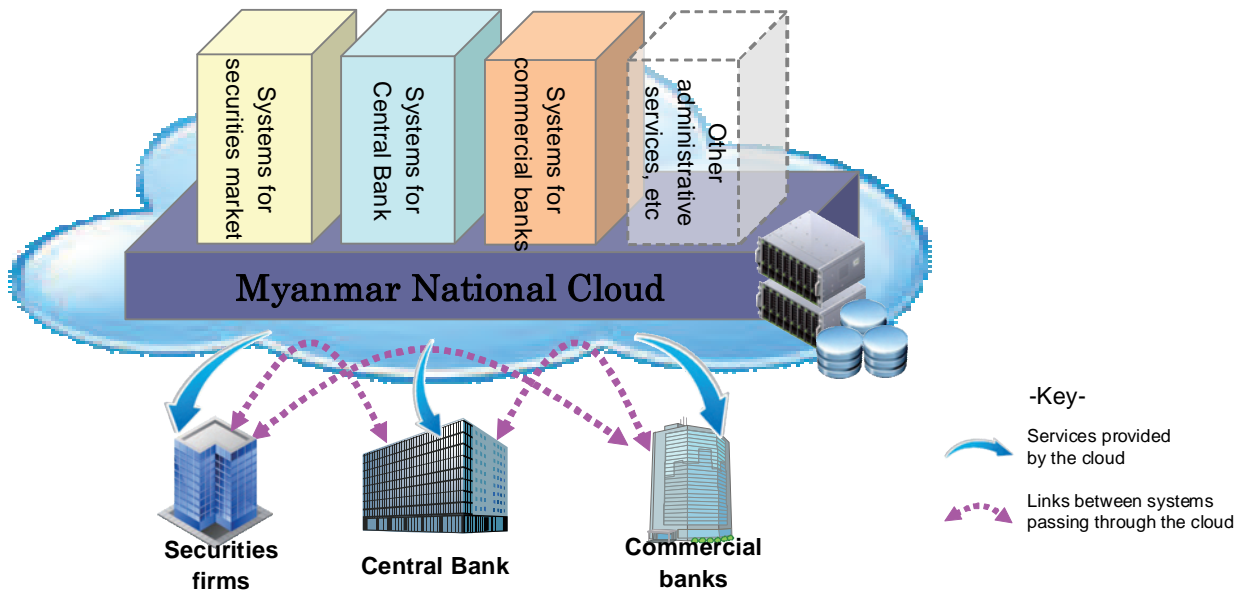 Systems for
securities market
Systems for
Central Bank
Systems for
commercial banks
Other
administrative
services, etc
Myanmar National Cloud
Securities
firms
Central Bank
Commercial
banks
-Key-
Services provided
by the cloud
Links between systems
passing through the cloud